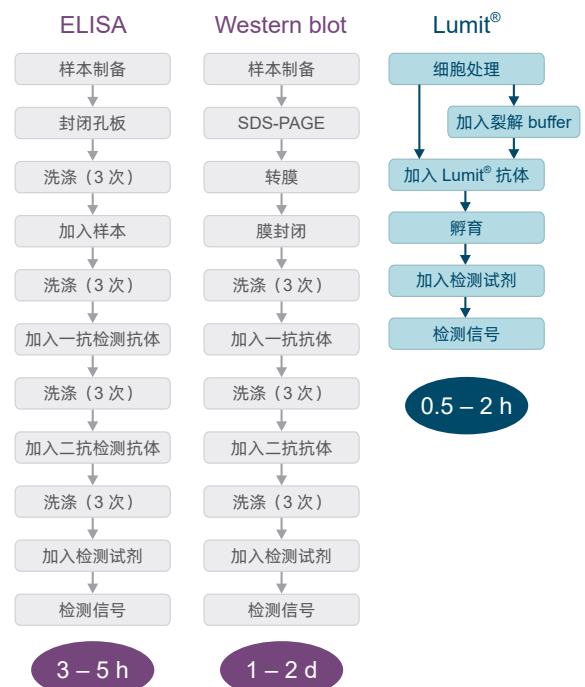 ELISA
样本制备
封闭孔板
洗涤（3 次）
加入样本
洗涤（3 次）
加入一抗检测抗体
洗涤（3 次）
加入二抗检测抗体
洗涤（3 次）
加入检测试剂
检测信号
3 – 5 h
Western blot
样本制备
SDS-PAGE
转膜
膜封闭
洗涤（3 次）
加入一抗抗体
洗涤（3 次）
加入二抗抗体
洗涤（3 次）
加入检测试剂
检测信号
1 – 2 d
Lumit®
细胞处理
加入裂解 buffer
加入 Lumit® 抗体
孵育
加入检测试剂
检测信号
0.5 – 2 h